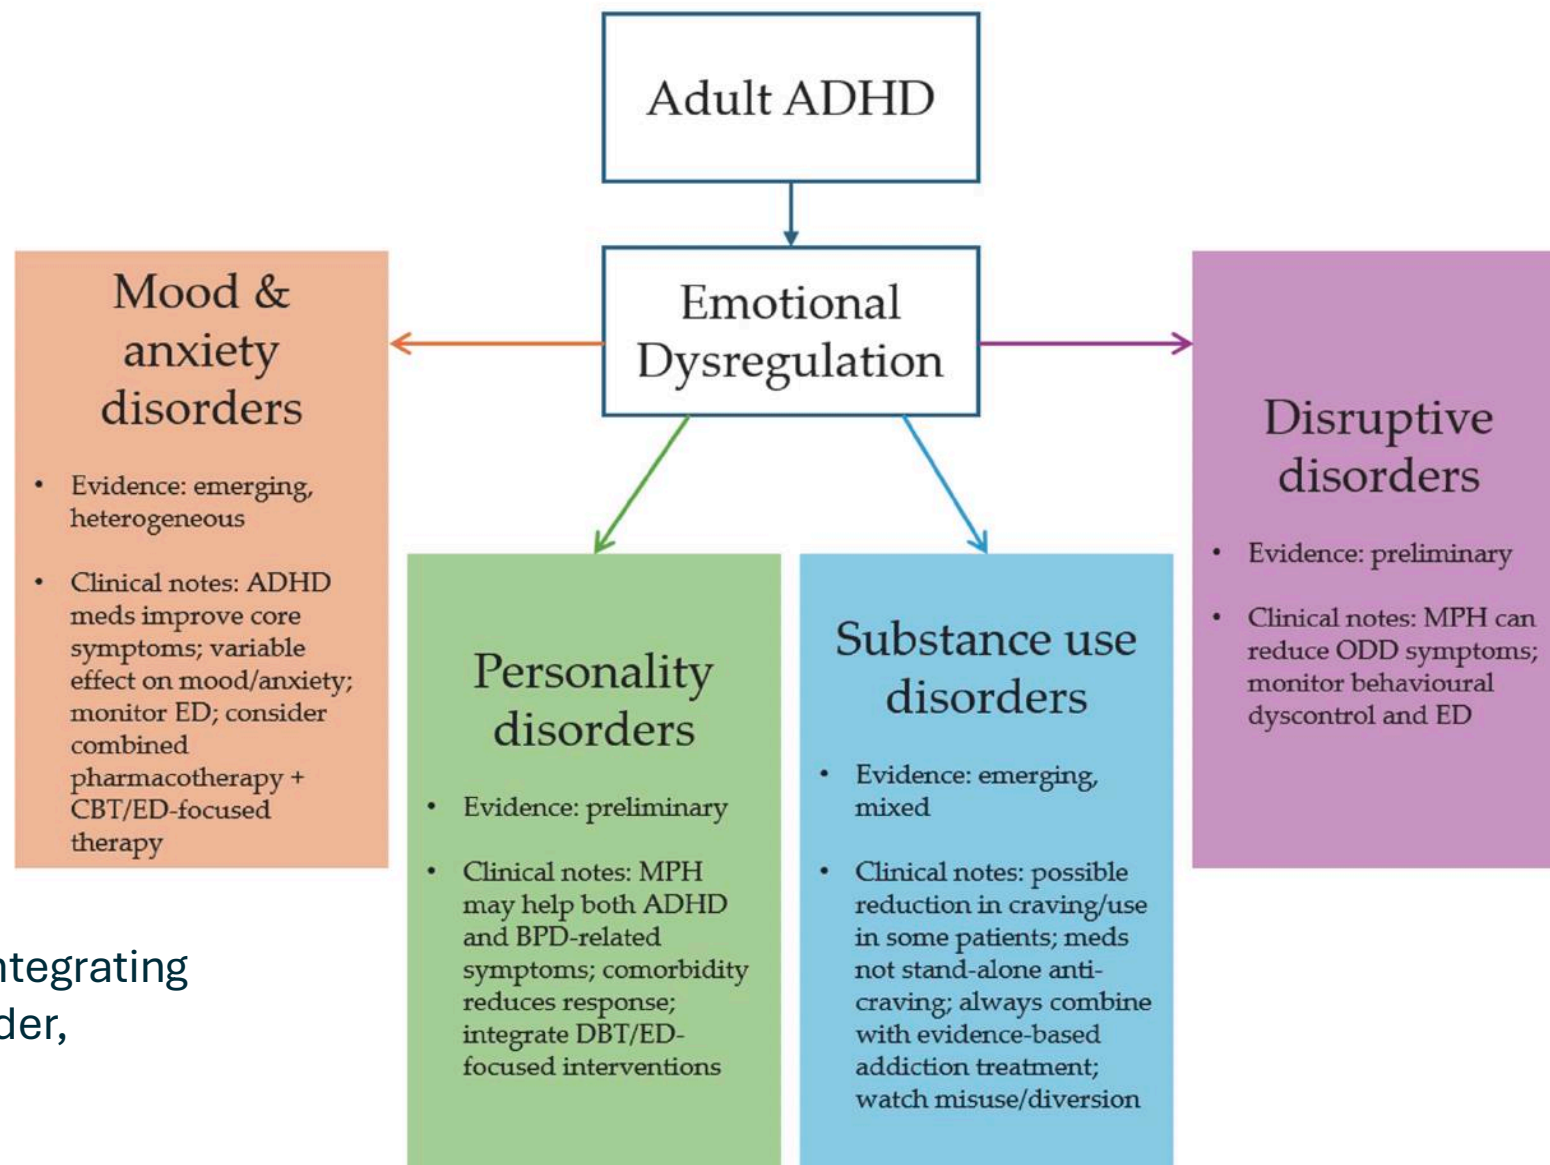 Adult ADHD
Emotional
Dysregulation
Mood &
anxiety
disorders
• Evidence: emerging,
heterogeneous
• Clinical notes: ADHD
meds improve core
symptoms; variable
effect on mood/anxiety;
monitor ED; consider
combined
pharmacotherapy +
CBT/ED-focused
therapy
Personality
disorders
• Evidence: preliminary
• Clinical notes: MPH
may help both ADHD
and BPD-related
symptoms; comorbidity
reduces response;
integrate DBT/ED-
focused interventions
Substance use
disorders
• Evidence: emerging,
mixed
• Clinical notes: possible
reduction in craving/use
in some patients; meds
not stand-alone anti-
craving; always combine
with evidence-based
addiction treatment;
watch misuse/diversion
Disruptive
disorders
• Evidence: preliminary
• Clinical notes: MPH can
reduce ODD symptoms;
monitor behavioural
dyscontrol and ED
ntegrating
der,